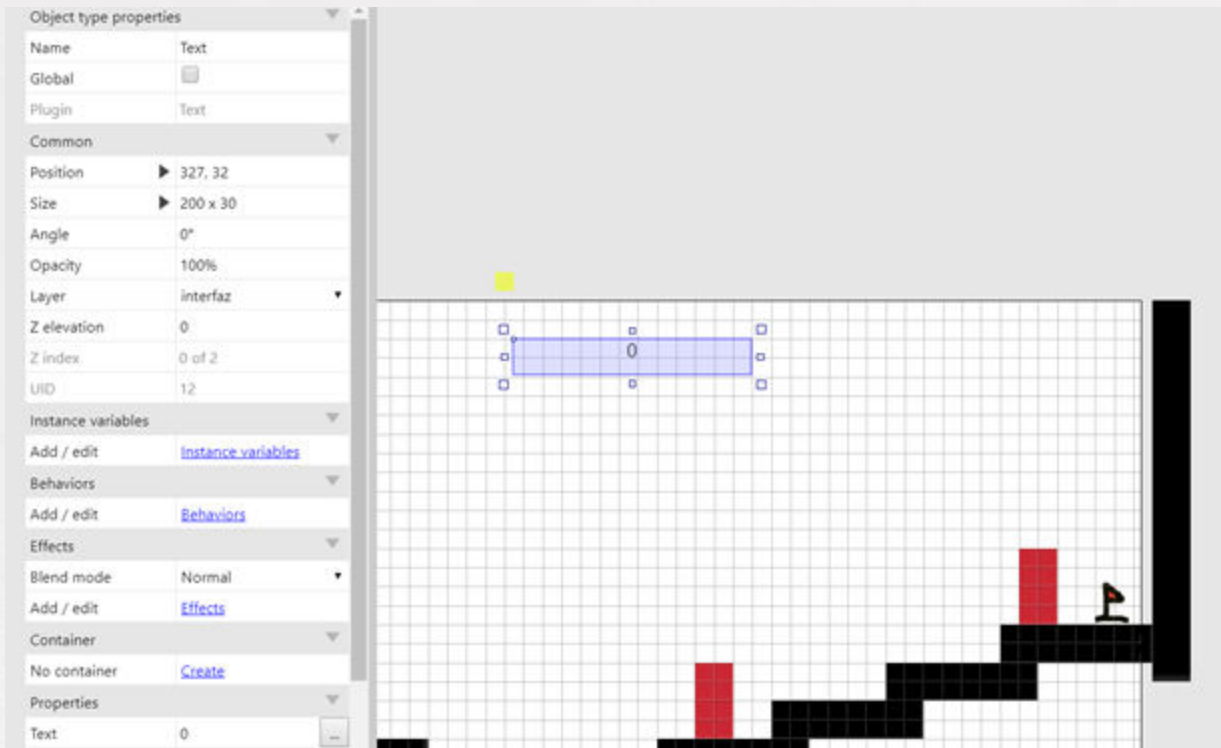 Object type properties
Name Text
Global
Plugin Text
Common
Position 327, 32
Size 200 x 30
Angle 0°
Opacity 100%
Layer interfaz
Z elevation 0
Z index 0 of 2
UID 12
Instance variables
Add / edit Instance variables
Behaviors
Add / edit Behaviors
Effects
Blend mode Normal
Add / edit Effects
Container
No container Create
Properties
Text 0 ...
0